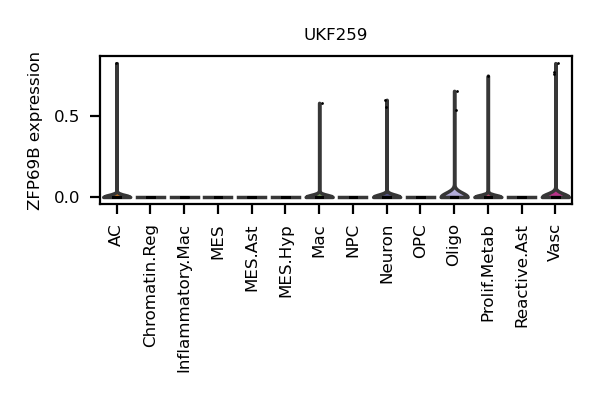 UKF259
ZFP69B expression
0.5
0.0
AC
Chromatin.Reg
Inflammatory.Mac
MES
MES.Ast
MES.Hyp
Mac
NPC
Neuron
OPC
Oligo
Prolif.Metab
Reactive.Ast
Vasc